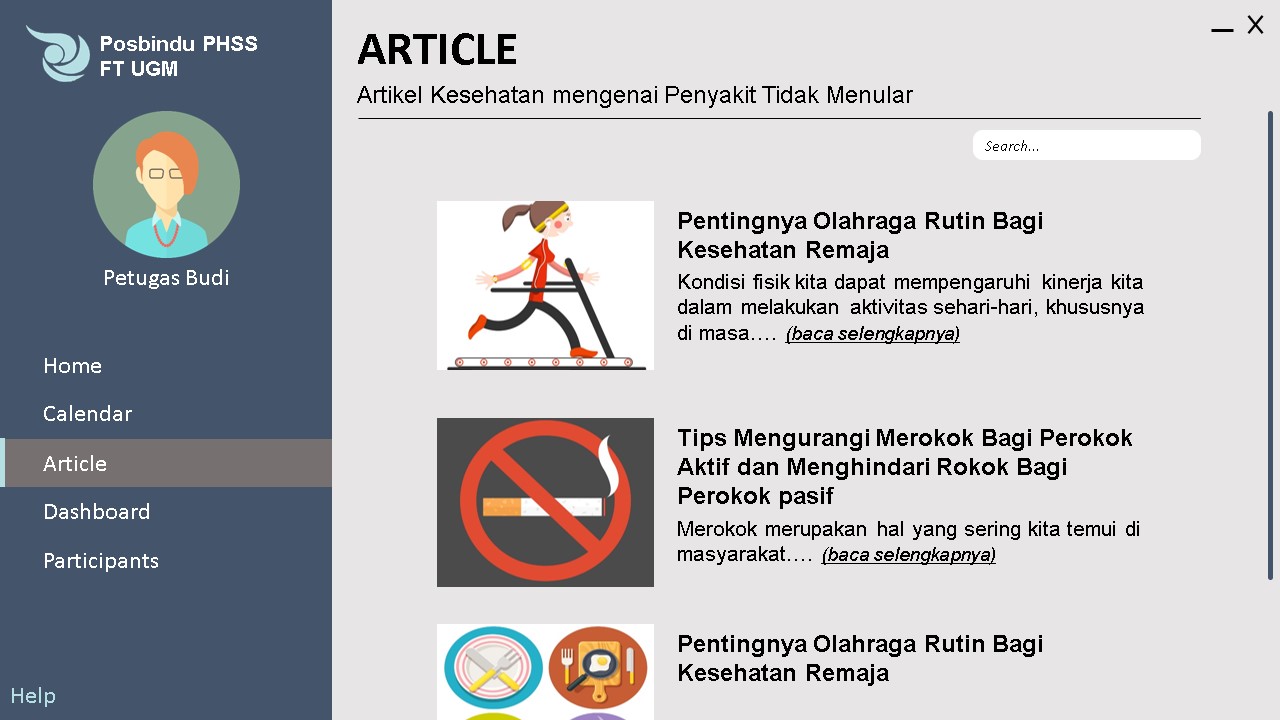 Posbindu PHSS
FT UGM
Petugas Budi
Home
Calendar
Article
Dashboard
Participants
Help
X
ARTICLE
Artikel Kesehatan mengenai Penyakit Tidak Menular
Search...
Pentingnya Olahraga Rutin Bagi
Kesehatan Remaja
Kondisi fisik kita dapat mempengaruhi kinerja kita
dalam melakukan aktivitas sehari-hari, khususnya
di masa.... (baca selengkapnya)
Tips Mengurangi Merokok Bagi Perokok
Aktif dan Menghindari Rokok Bagi
Perokok pasif
Merokok merupakan hal yang sering kita temui di
masyarakat.... (baca selengkapnya)
Pentingnya Olahraga Rutin Bagi
Kesehatan Remaja